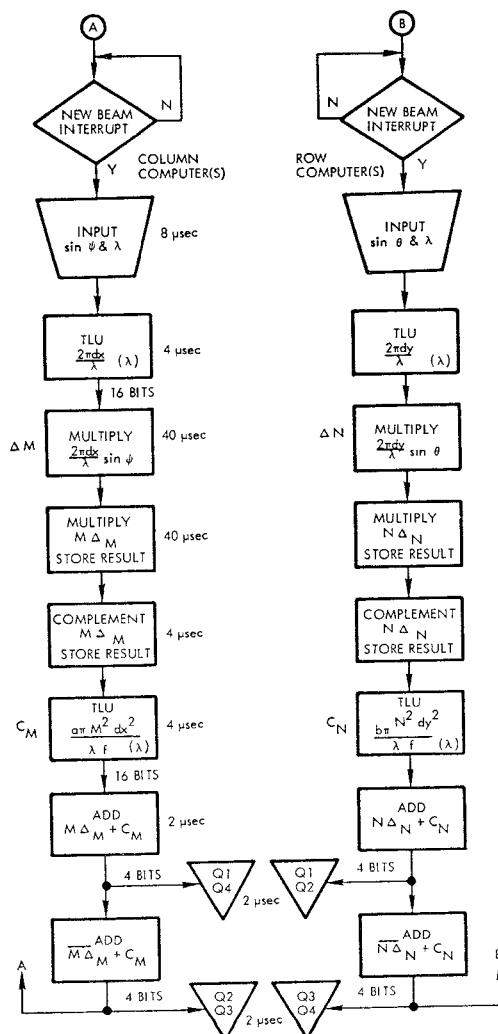 A
N
NEW BEAM
INTERRUPT
Y
COLUMN
COMPUTER(S)
INPUT
sin ψ & λ
8 μsec
TLU
2πdx
λ
(λ)
4 μsec
16 BITS
Δ M
MULTIPLY
2πdx
λ
sin ψ
40 μsec
MULTIPLY
M Δ M
STORE RESULT
40 μsec
COMPLEMENT
M Δ M
STORE RESULT
4 μsec
C M
TLU
aπ M² dx²
λ f (λ)
4 μsec
16 BITS
ADD
M Δ M + C M
2 μsec
4 BITS
Q1
Q4
2 μsec
ADD
M Δ M + C M
A
4 BITS
Q2
Q3
2 μsec
B
N
NEW BEAM
INTERRUPT
Y
ROW
COMPUTER(S)
INPUT
sin θ & λ
TLU
2πdy
λ
(λ)
Δ N
MULTIPLY
2πdy
λ
sin θ
MULTIPLY
N Δ N
STORE RESULT
COMPLEMENT
N Δ N
STORE RESULT
C N
TLU
bπ N² dy²
λ f (λ)
ADD
N Δ N + C N
4 BITS
Q1
Q2
ADD
N Δ N + C N
4 BITS
Q3
Q4